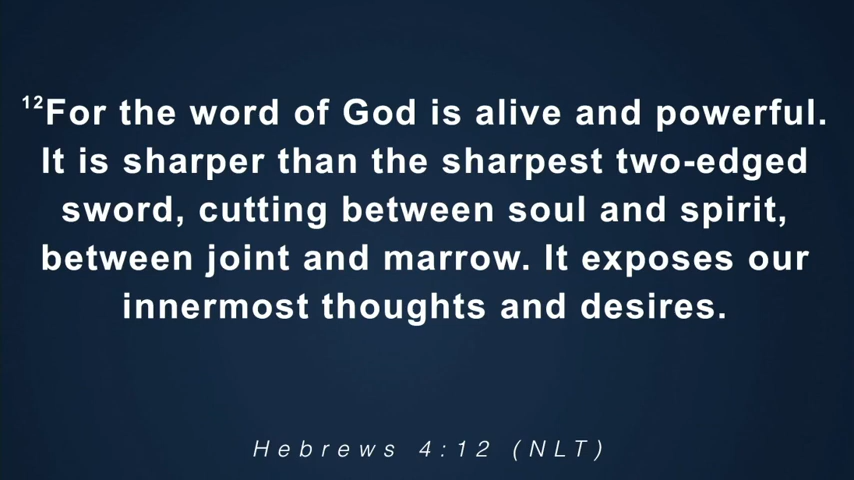 ¹²For the word of God is alive and powerful.
It is sharper than the sharpest two-edged
sword, cutting between soul and spirit,
between joint and marrow. It exposes our
innermost thoughts and desires.
Hebrews 4:12 (NLT)